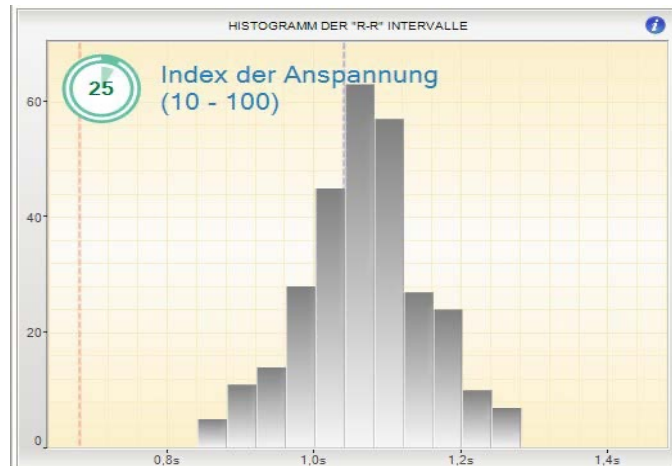 HISTOGRAMM DER "R-R" INTERVALLE
i
25
Index der Anspannung
(10 - 100)
60
40
20
0
0,8s 1,0s 1,2s 1,4s